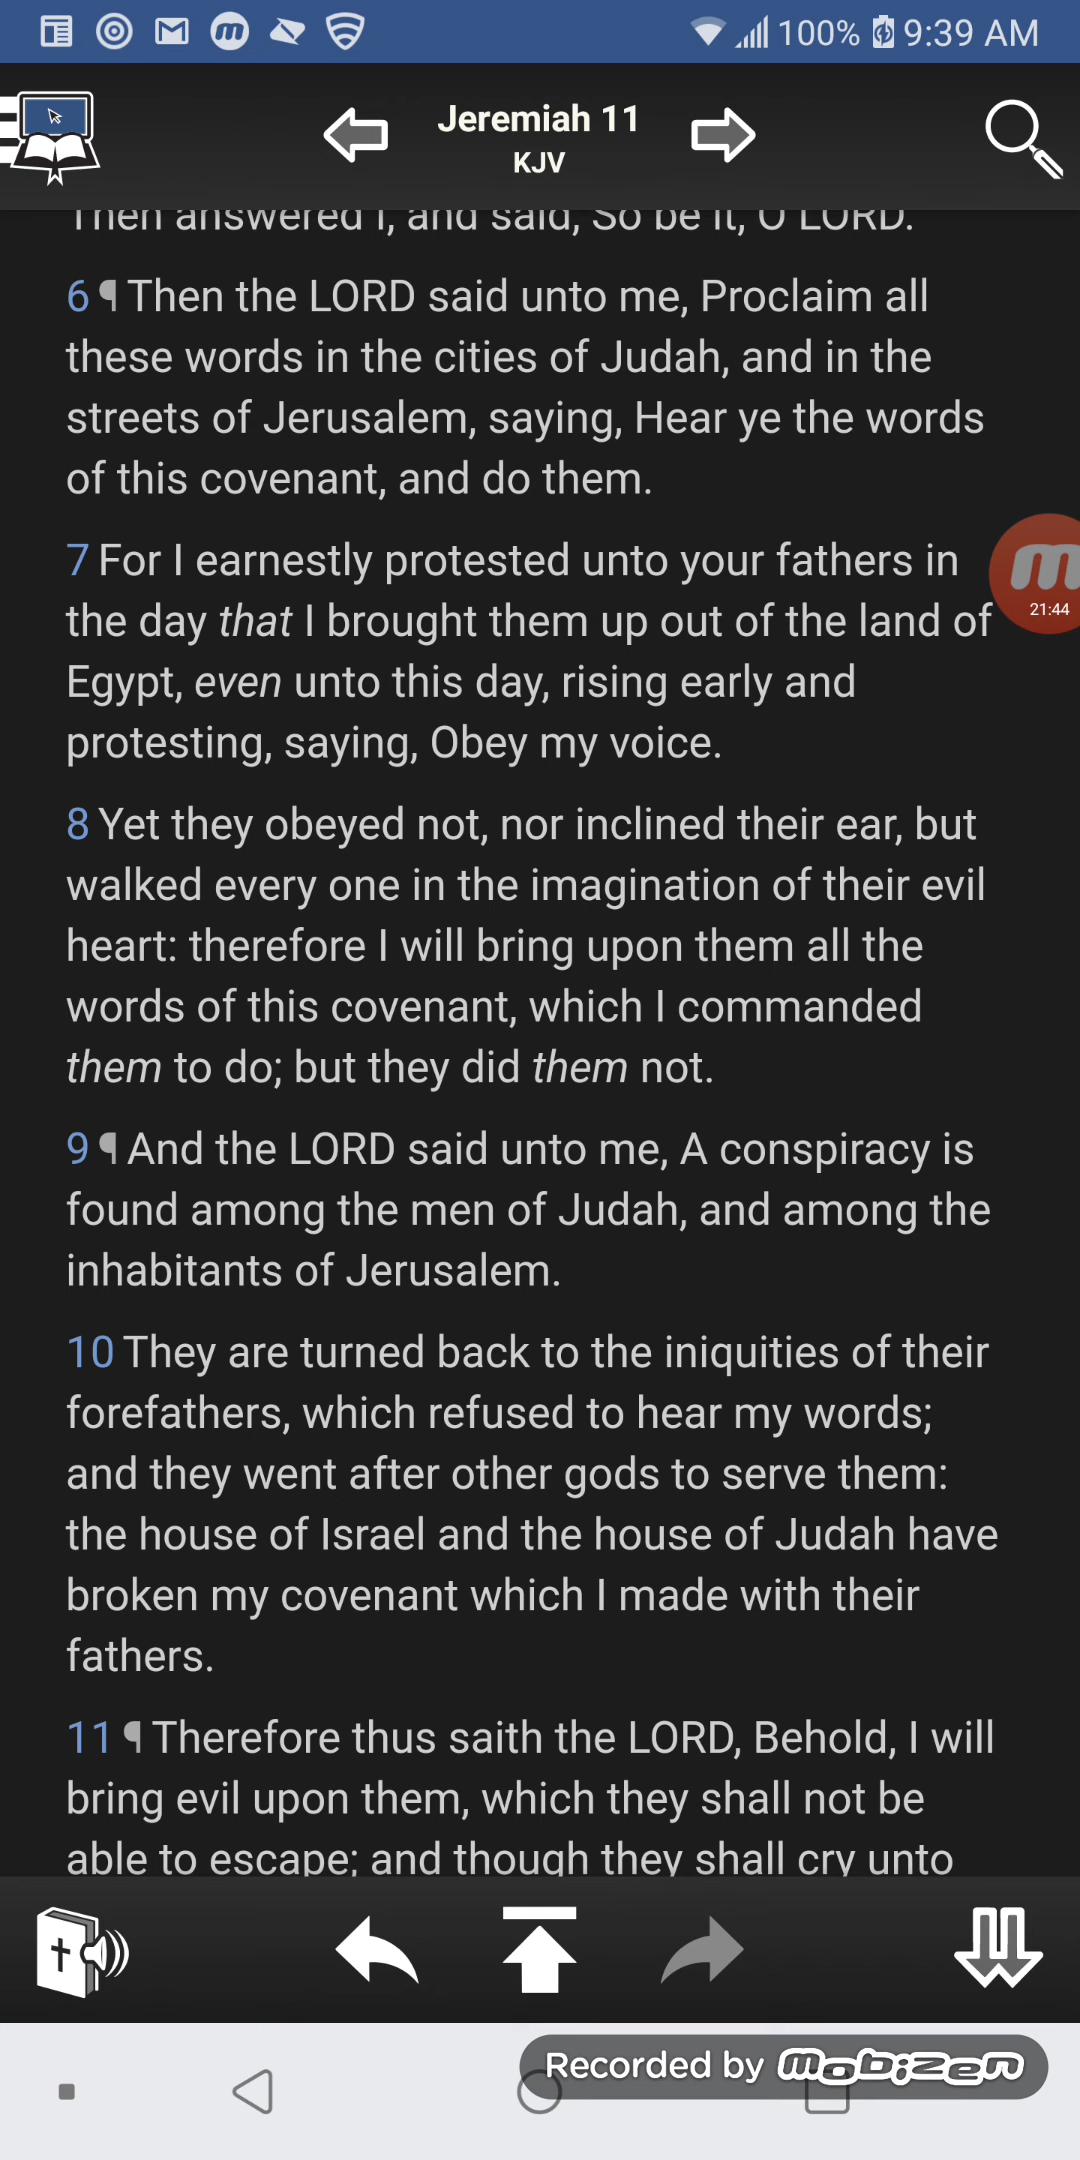 100% 9:39 AM
Jeremiah 11
KJV
Then answered I, and said, So be it, O LORD.
6 ¶ Then the LORD said unto me, Proclaim all
these words in the cities of Judah, and in the
streets of Jerusalem, saying, Hear ye the words
of this covenant, and do them.
7 For I earnestly protested unto your fathers in
the day that I brought them up out of the land of
Egypt, even unto this day, rising early and
protesting, saying, Obey my voice.
m
21:44
8 Yet they obeyed not, nor inclined their ear, but
walked every one in the imagination of their evil
heart: therefore I will bring upon them all the
words of this covenant, which I commanded
them to do; but they did them not.
9 ¶ And the LORD said unto me, A conspiracy is
found among the men of Judah, and among the
inhabitants of Jerusalem.
10 They are turned back to the iniquities of their
forefathers, which refused to hear my words;
and they went after other gods to serve them:
the house of Israel and the house of Judah have
broken my covenant which I made with their
fathers.
11 ¶ Therefore thus saith the LORD, Behold, I will
bring evil upon them, which they shall not be
able to escape; and though they shall cry unto
Recorded by mobizen